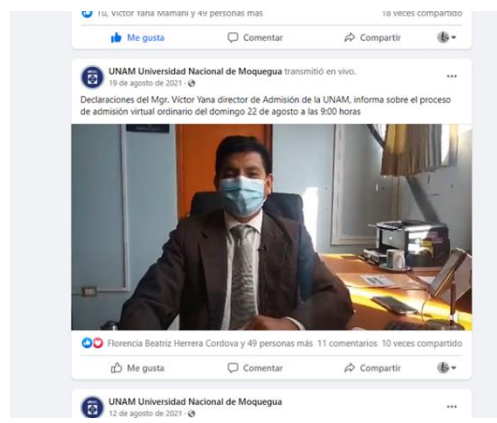 Tú, Víctor Yana Mamani y 49 personas más 18 veces compartido
Me gusta Comentar Compartir
UNAM Universidad Nacional de Moquegua transmitió en vivo.
19 de agosto de 2021 ·
Declaraciones del Mgr. Víctor Yana director de Admisión de la UNAM, informa sobre el proceso
de admisión virtual ordinario del domingo 22 de agosto a las 9:00 horas
Florencia Beatriz Herrera Cordova y 49 personas más 11 comentarios 10 veces compartido
Me gusta Comentar Compartir
UNAM Universidad Nacional de Moquegua
12 de agosto de 2021 ·